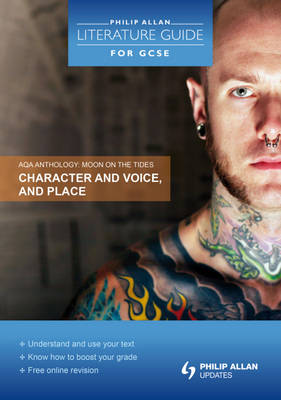 PHILIP ALLAN
LITERATURE GUIDE
FOR GCSE
AQA ANTHOLOGY: MOON ON THE TIDES
CHARACTER AND VOICE,
AND PLACE
Understand and use your text
Know how to boost your grade
Free online revision
PHILIP ALLAN
UPDATES